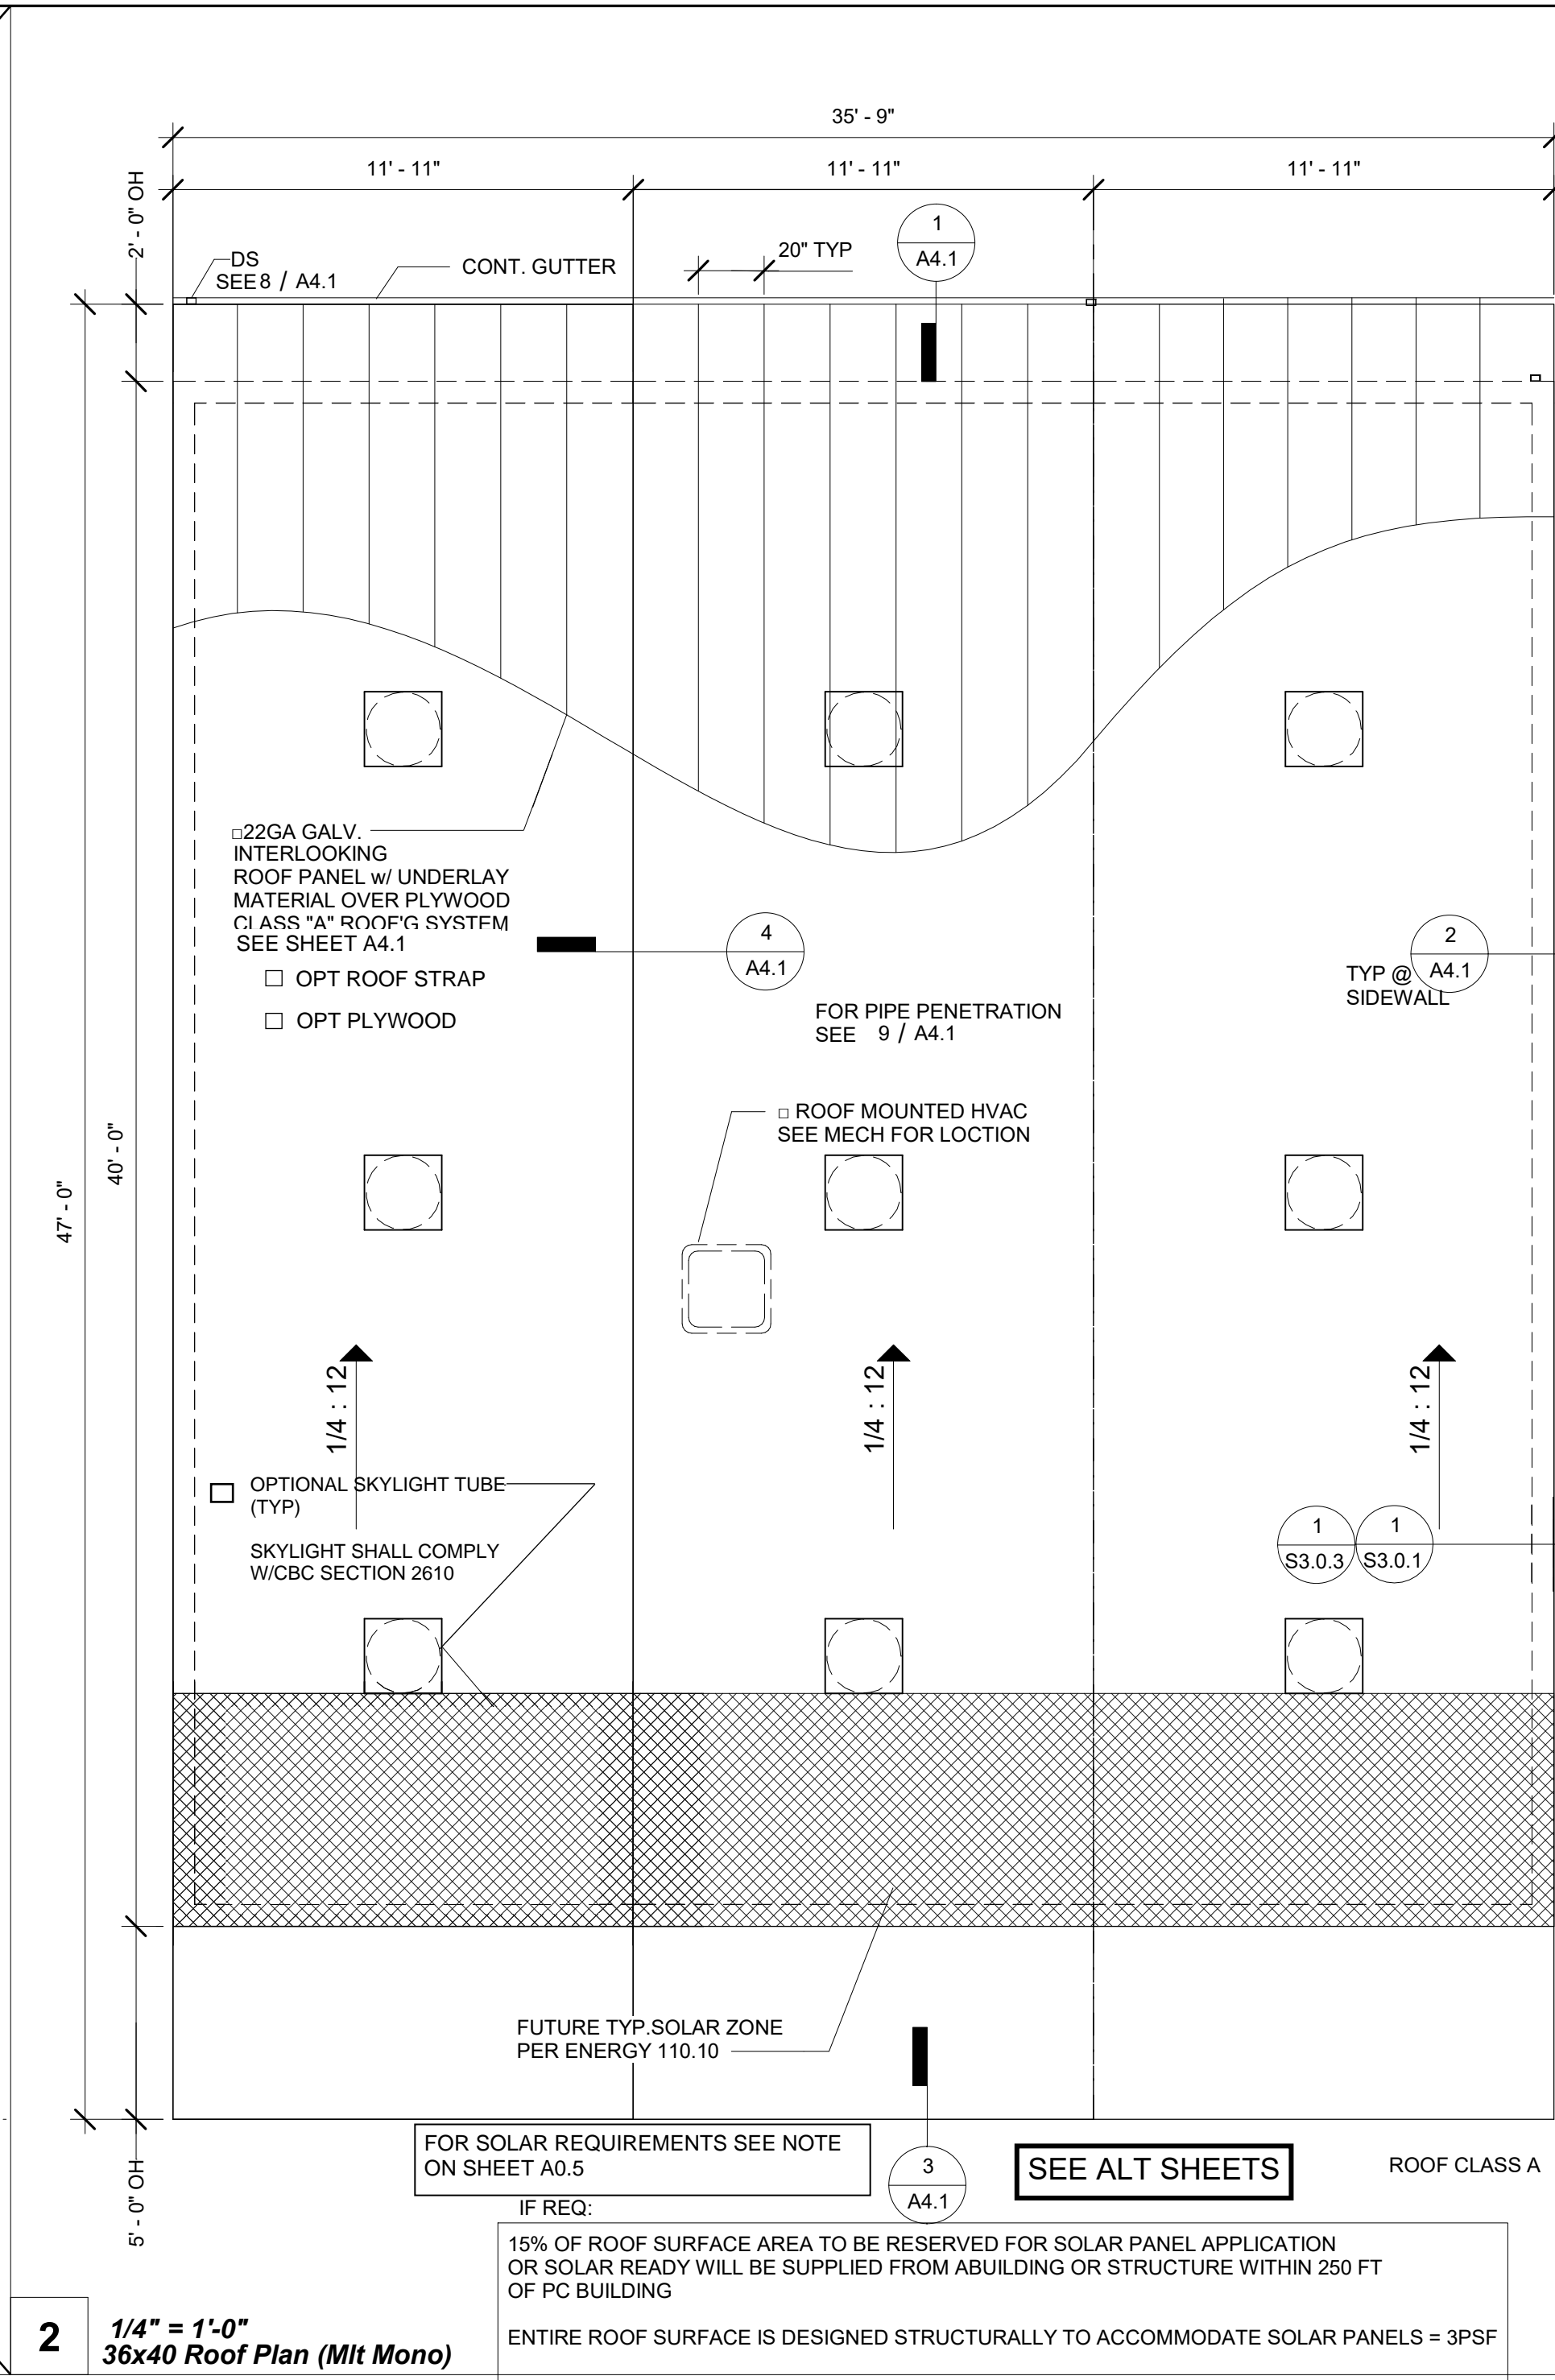 35' - 9"
11' - 11"
11' - 11"
11' - 11"
2' - 0" OH
DS
SEE 8 / A4.1
CONT. GUTTER
20" TYP
1
A4.1
□22GA GALV.
INTERLOOKING
ROOF PANEL w/ UNDERLAY
MATERIAL OVER PLYWOOD
CLASS "A" ROOF'G SYSTEM
SEE SHEET A4.1
□ OPT ROOF STRAP
□ OPT PLYWOOD
4
A4.1
2
A4.1
TYP @
SIDEWALL
FOR PIPE PENETRATION
SEE 9 / A4.1
□ ROOF MOUNTED HVAC
SEE MECH FOR LOCTION
40' - 0"
47' - 0"
1/4 : 12
1/4 : 12
1/4 : 12
□ OPTIONAL SKYLIGHT TUBE
(TYP)
SKYLIGHT SHALL COMPLY
W/CBC SECTION 2610
1
S3.0.3
1
S3.0.1
FUTURE TYP.SOLAR ZONE
PER ENERGY 110.10
5' - 0" OH
FOR SOLAR REQUIREMENTS SEE NOTE
ON SHEET A0.5
3
A4.1
SEE ALT SHEETS
ROOF CLASS A
IF REQ:
15% OF ROOF SURFACE AREA TO BE RESERVED FOR SOLAR PANEL APPLICATION
OR SOLAR READY WILL BE SUPPLIED FROM ABUILDING OR STRUCTURE WITHIN 250 FT
OF PC BUILDING
ENTIRE ROOF SURFACE IS DESIGNED STRUCTURALLY TO ACCOMMODATE SOLAR PANELS = 3PSF
2
1/4" = 1'-0"
36x40 Roof Plan (Mlt Mono)